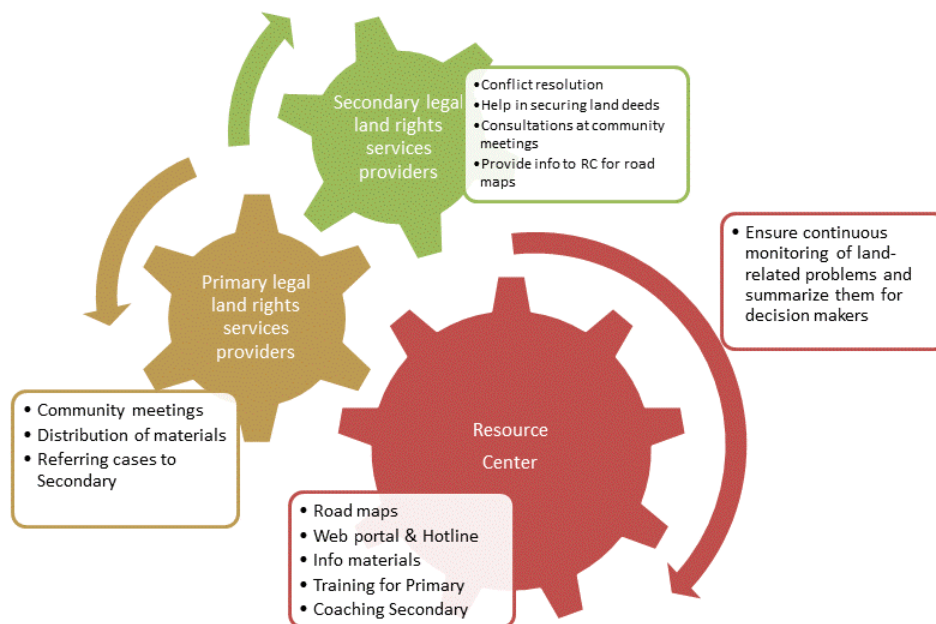 Secondary legal
land rights
services
providers
•Conflict resolution
•Help in securing land deeds
•Consultations at community
meetings
•Provide info to RC for road
maps
Primary legal
land rights
services
providers
• Community meetings
• Distribution of materials
• Referring cases to
Secondary
• Ensure continuous
monitoring of land-
related problems and
summarize them for
decision makers
Resource
Center
• Road maps
• Web portal & Hotline
• Info materials
• Training for Primary
• Coaching Secondary